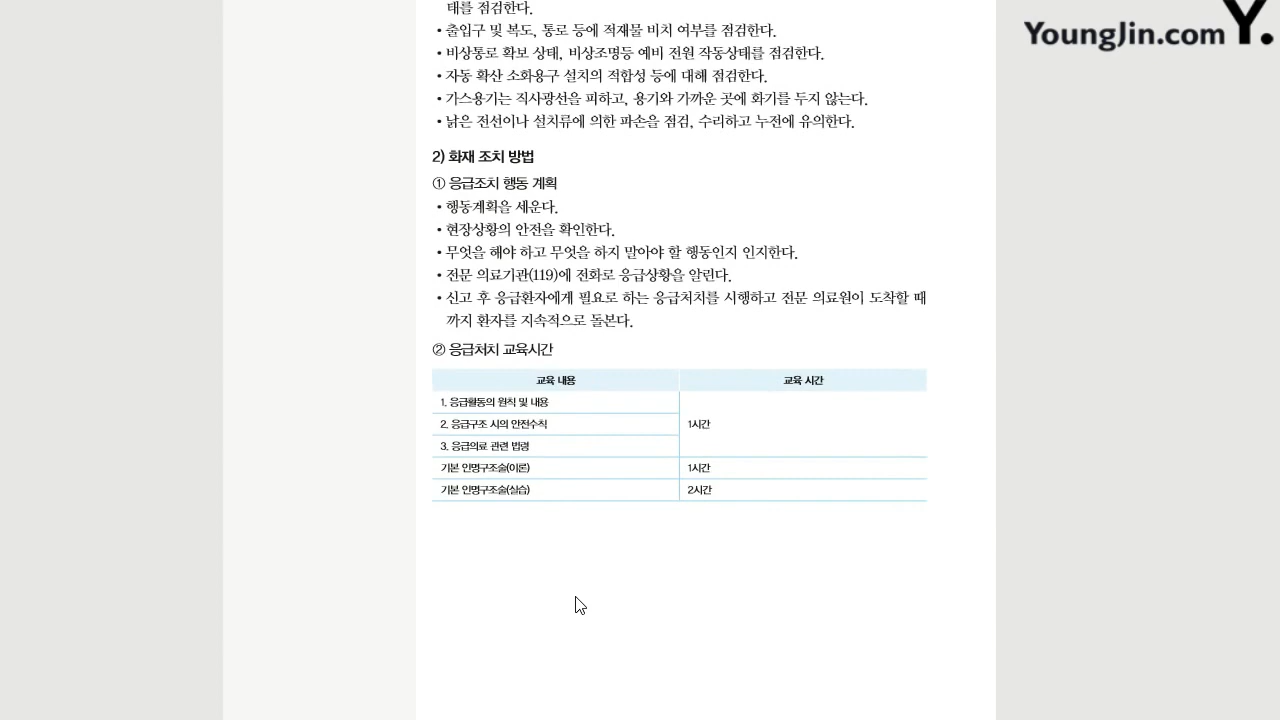 태를 점검한다.
YoungJin.com Y.
• 출입구 및 복도, 통로 등에 적재물 비치 여부를 점검한다.
• 비상통로 확보 상태, 비상조명등 예비 전원 작동상태를 점검한다.
• 자동 확산 소화용구 설치의 적합성 등에 대해 점검한다.
• 가스용기는 직사광선을 피하고, 용기와 가까운 곳에 화기를 두지 않는다.
• 낡은 전선이나 설치류에 의한 파손을 점검, 수리하고 누전에 유의한다.
2) 화재 조치 방법
① 응급조치 행동 계획
• 행동계획을 세운다.
• 현장상황의 안전을 확인한다.
• 무엇을 해야 하고 무엇을 하지 말아야 할 행동인지 인지한다.
• 전문 의료기관(119)에 전화로 응급상황을 알린다.
• 신고 후 응급환자에게 필요로 하는 응급처치를 시행하고 전문 의료원이 도착할 때
까지 환자를 지속적으로 돌본다.
② 응급처치 교육시간
교육 내용 교육 시간
1. 응급활동의 원칙 및 내용
2. 응급구조 시의 안전수칙 1시간
3. 응급의료 관련 법령
기본 인명구조술(이론) 1시간
기본 인명구조술(실습) 2시간